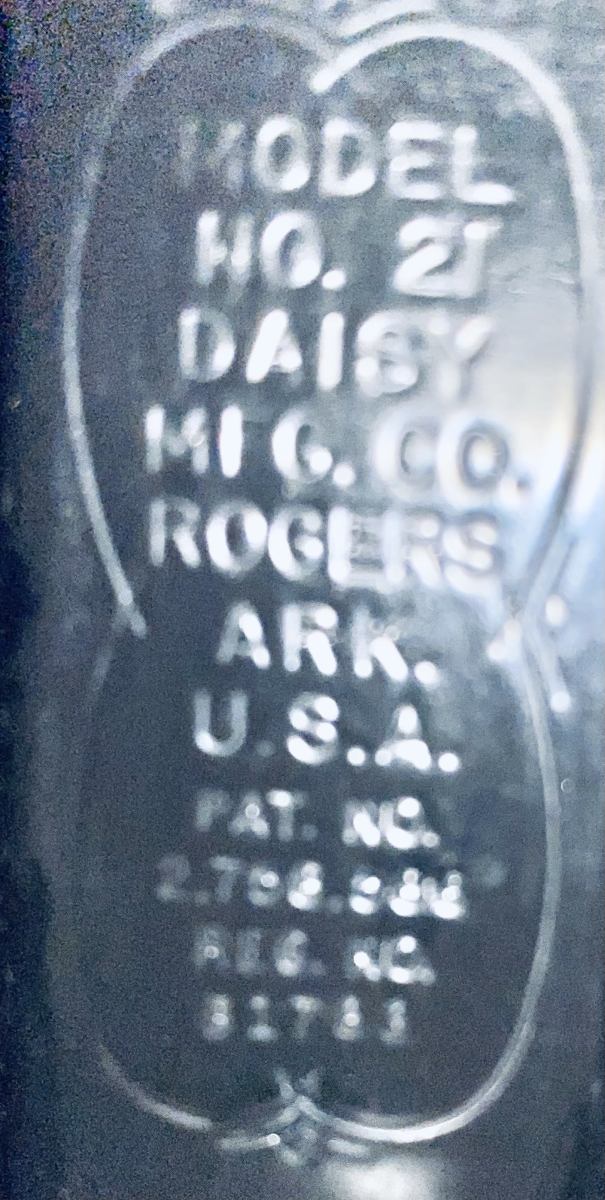 MODEL
NO. 21
DAISY
MFG. CO.
ROGERS
ARK.
U.S.A.
PAT. NO.
REG. NO.